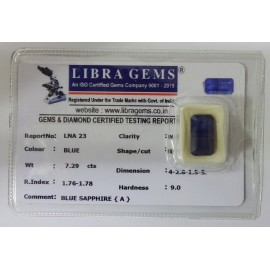 LIBRA GEMS ®
An ISO Certified Gems Company 9001 - 2015
Registered Under the Trade Marks with Govt. of
website : www.libragems.co.in
GEMS & DIAMOND CERTIFIED TESTING REPORT
ReportNo: LNA 23 Clarity
Colour BLUE Shape/cut
Wt 7.29 cts Dimension
R.Index 1.76-1.78 Hardness 9.0
Comment BLUE SAPPHIRE ( A )